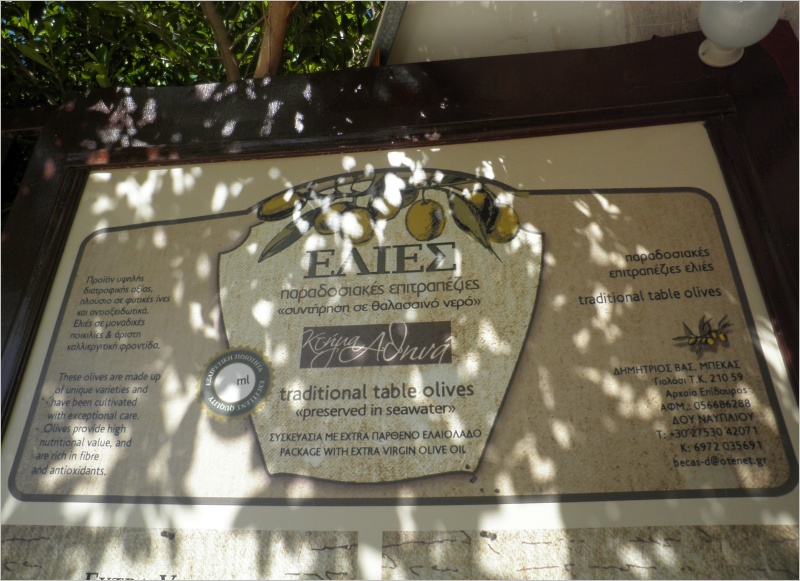 Προϊόν υψηλής
διατροφικής αξίας,
πλούσιο σε φυτικές ίνες
και αντιοξειδωτικά.
Ελιές σε μοναδικές
ποικιλίες & άριστη
καλλιεργητική φροντίδα.
These olives are made up
of unique varieties and
have been cultivated
with exceptional care.
Olives provide high
nutritional value, and
are rich in fibre
and antioxidants.
ΕΞΑΙΡΕΤΙΚΗ ΠΟΙΟΤΗΤΑ
EXCELLENT QUALITY
ml
ΕΛΙΕΣ
παραδοσιακές επιτραπέζιες
«συντήρηση σε θαλασσινό νερό»
Κτήμα Αθηνά
traditional table olives
«preserved in seawater»
ΣΥΣΚΕΥΑΣΙΑ ΜΕ EXTRA ΠΑΡΘΕΝΟ ΕΛΑΙΟΛΑΔΟ
PACKAGE WITH EXTRA VIRGIN OLIVE OIL
παραδοσιακές
επιτραπέζιες ελιές
traditional table olives
ΔΗΜΗΤΡΙΟΣ ΒΑΣ. ΜΠΕΚΑΣ
Γιαλάσι Τ.Κ. 210 59
Αρχαία Επίδαυρος
ΑΦΜ.: 056686288
ΔΟΥ ΝΑΥΠΛΙΟΥ
Τ: +30 27530 42071
Κ: 6972 035691
becas-d@otenet.gr